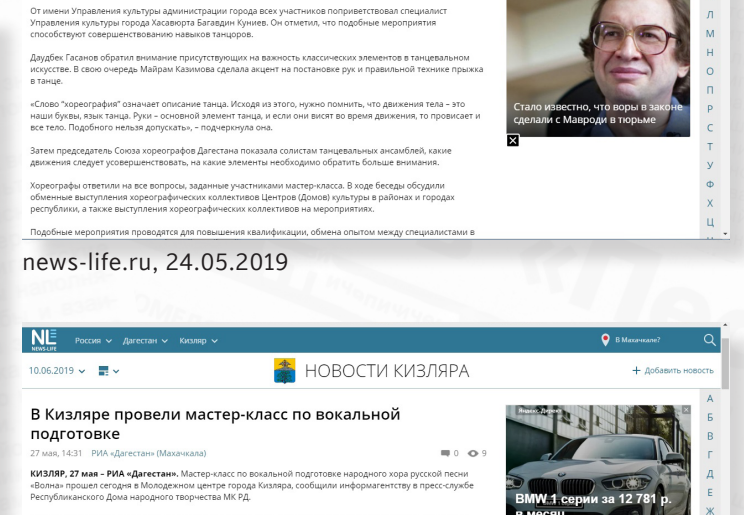 От имени Управления культуры администрации города всех участников поприветствовал специалист
Управления культуры города Хасавюрта Багавдин Куниев. Он отметил, что подобные мероприятия
способствуют совершенствованию навыков танцоров.
Даудбек Гасанов обратил внимание присутствующих на важность классических элементов в танцевальном
искусстве. В свою очередь Майрам Казимова сделала акцент на постановке рук и правильной технике прыжка
в танце.
«Слово “хореография” означает описание танца. Исходя из этого, нужно помнить, что движения тела – это
наши буквы, язык танца. Руки – основной элемент танца, и если они висят во время движения, то провисает и
все тело. Подобного нельзя допускать», – подчеркнула она.
Затем председатель Союза хореографов Дагестана показала солистам танцевальных ансамблей, какие
движения следует усовершенствовать, на какие элементы необходимо обратить больше внимания.
Хореографы ответили на все вопросы, заданные участниками мастер-класса. В ходе беседы обсудили
обменные выступления хореографических коллективов Центров (Домов) культуры в районах и городах
республики, а также выступления хореографических коллективов на мероприятиях.
Подобные мероприятия проводятся для повышения квалификации, обмена опытом между специалистами в
Стало известно, что воры в законе
сделали с Мавроди в тюрьме
Л
М
Н
О
П
Р
С
Т
У
Ф
Х
Ц
news-life.ru, 24.05.2019
NL
NEWS-LIFE
Россия Дагестан Кизляр
В Махачкале?
10.06.2019
НОВОСТИ КИЗЛЯРА
+ Добавить новость
В Кизляре провели мастер-класс по вокальной
подготовке
27 мая, 14:31 РИА «Дагестан» (Махачкала)
0 9
КИЗЛЯР, 27 мая – РИА «Дагестан». Мастер-класс по вокальной подготовке народного хора русской песни
«Волна» прошел сегодня в Молодежном центре города Кизляра, сообщили информагентству в пресс-службе
Республиканского Дома народного творчества МК РД.
Яндекс.Директ
BMW 1 серии за 12 781 р.
в месяц
А
Б
В
Г
Д
Е
Ж